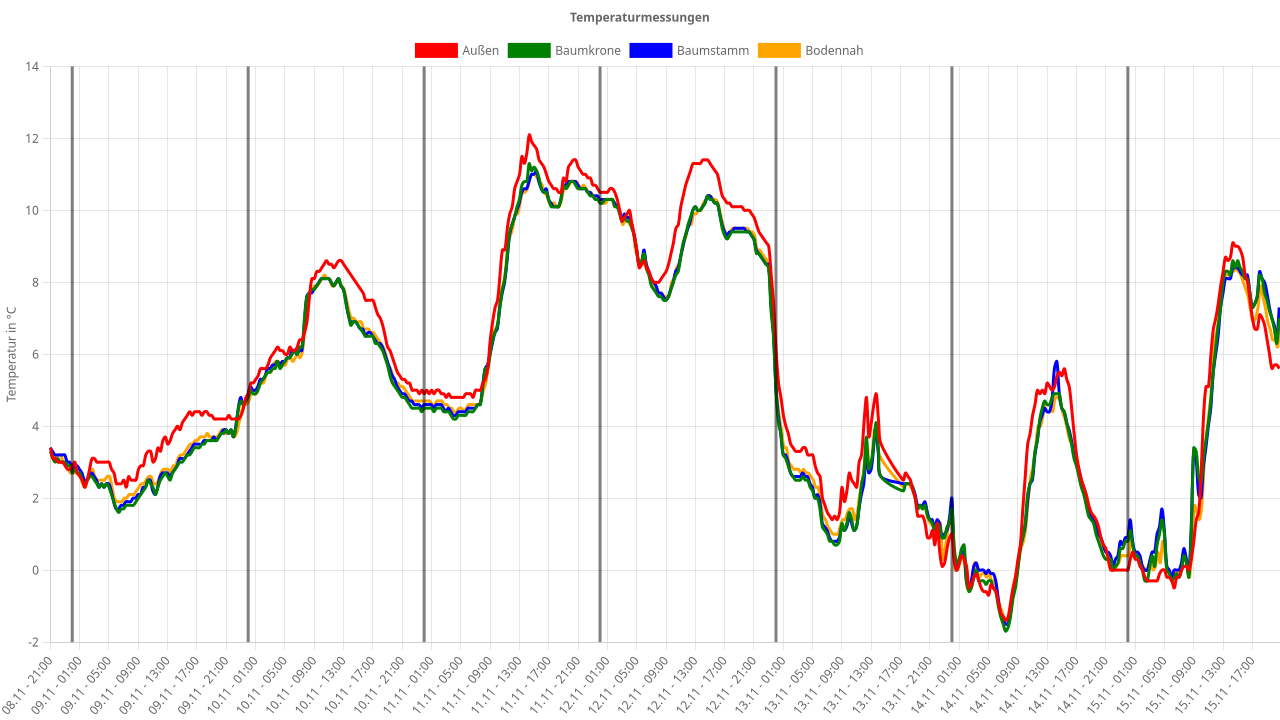 Temperaturmessungen
Außen Baumkrone Baumstamm Bodennah
Temperatur in °C
14
12
10
8
6
4
2
0
-2
08.11 - 21:00
09.11 - 01:00
09.11 - 05:00
09.11 - 09:00
09.11 - 13:00
09.11 - 17:00
09.11 - 21:00
10.11 - 01:00
10.11 - 05:00
10.11 - 09:00
10.11 - 13:00
10.11 - 17:00
10.11 - 21:00
11.11 - 01:00
11.11 - 05:00
11.11 - 09:00
11.11 - 13:00
11.11 - 17:00
11.11 - 21:00
12.11 - 01:00
12.11 - 05:00
12.11 - 09:00
12.11 - 13:00
12.11 - 17:00
12.11 - 21:00
13.11 - 01:00
13.11 - 05:00
13.11 - 09:00
13.11 - 13:00
13.11 - 17:00
13.11 - 21:00
14.11 - 01:00
14.11 - 05:00
14.11 - 09:00
14.11 - 13:00
14.11 - 17:00
14.11 - 21:00
15.11 - 01:00
15.11 - 05:00
15.11 - 09:00
15.11 - 13:00
15.11 - 17:00